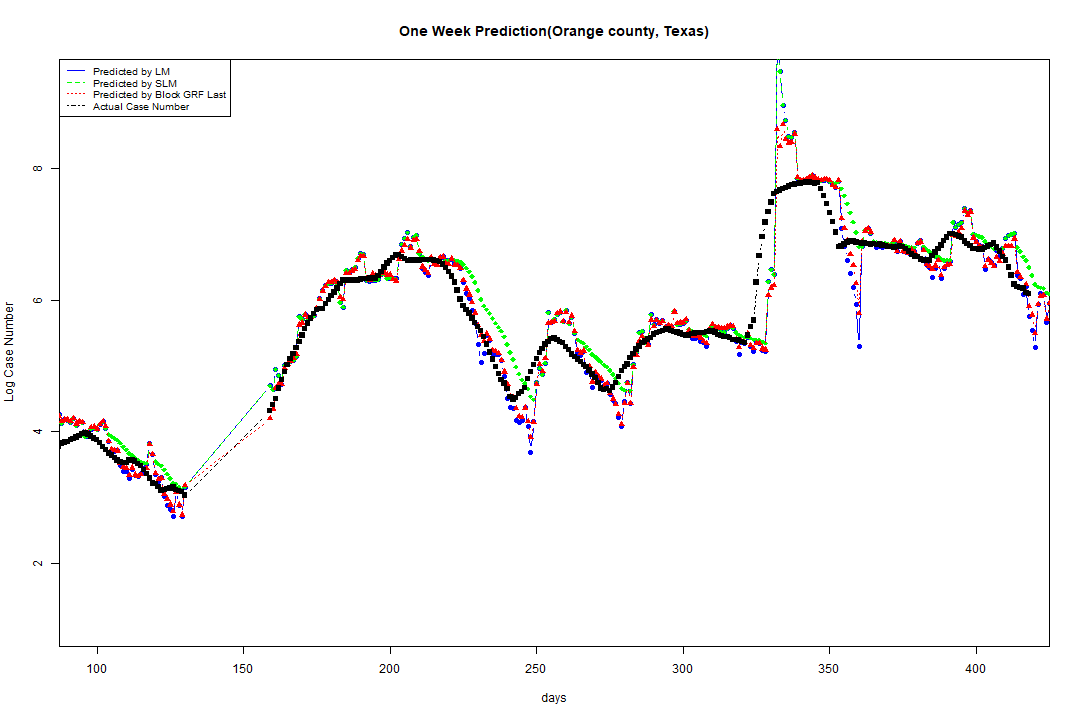 One Week Prediction(Orange county, Texas)
Predicted by LM
Predicted by SLM
Predicted by Block GRF Last
Actual Case Number
8
6
4
2
Log Case Number
100 150 200 250 300 350 400
days